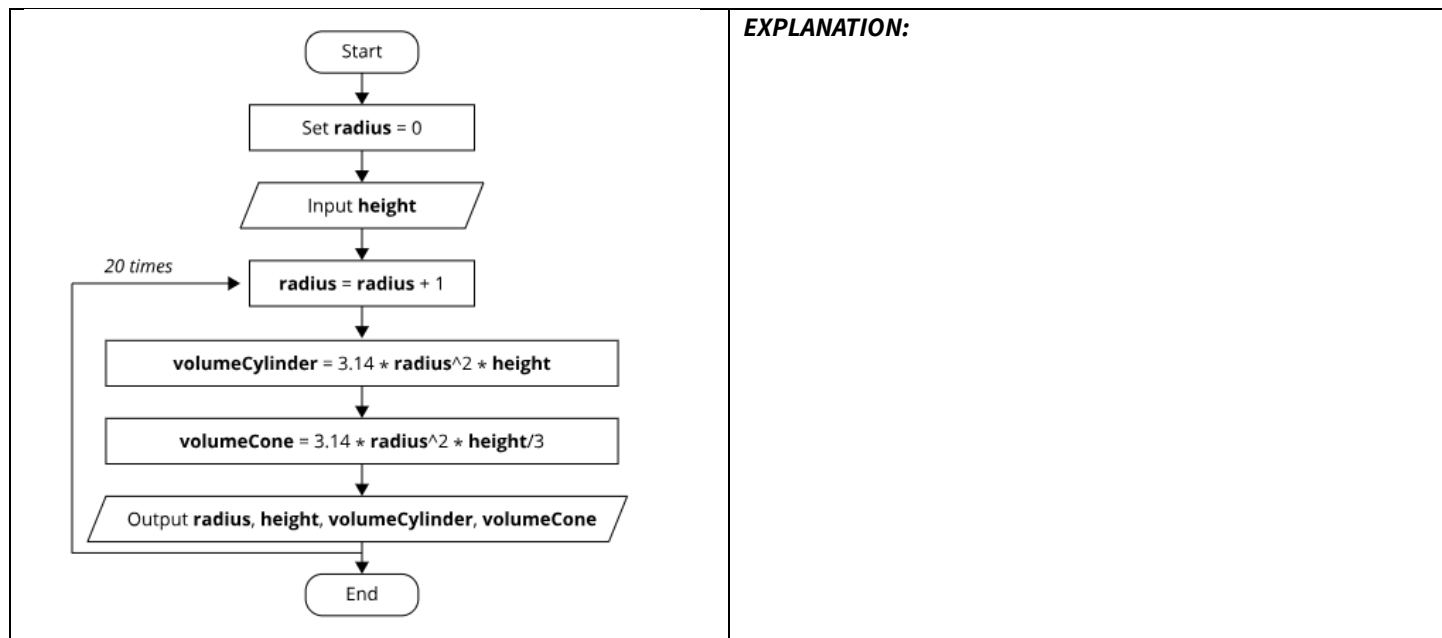 EXPLANATION:
Start
Set radius = 0
Input height
20 times
radius = radius + 1
volumeCylinder = 3.14 * radius^2 * height
volumeCone = 3.14 * radius^2 * height/3
Output radius, height, volumeCylinder, volumeCone
End